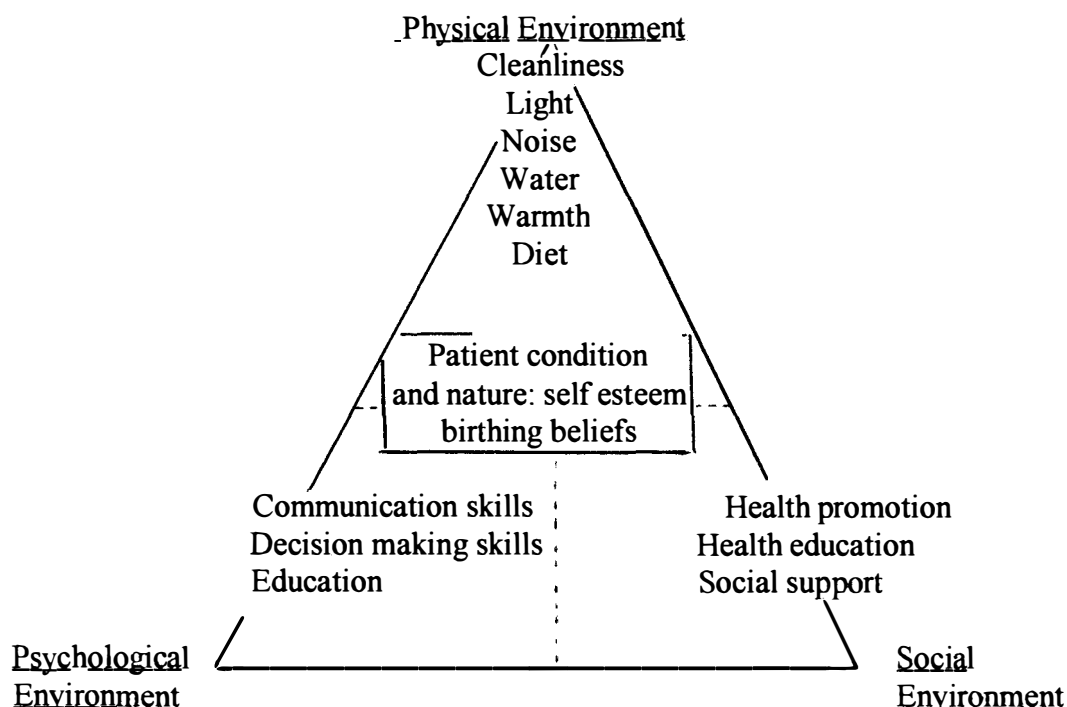 Physical Environment
Cleanliness
Light
Noise
Water
Warmth
Diet
Patient condition
and nature: self esteem
birthing beliefs
Communication skills
Decision making skills
Education
Health promotion
Health education
Social support
Psychological
Environment
Social
Environment